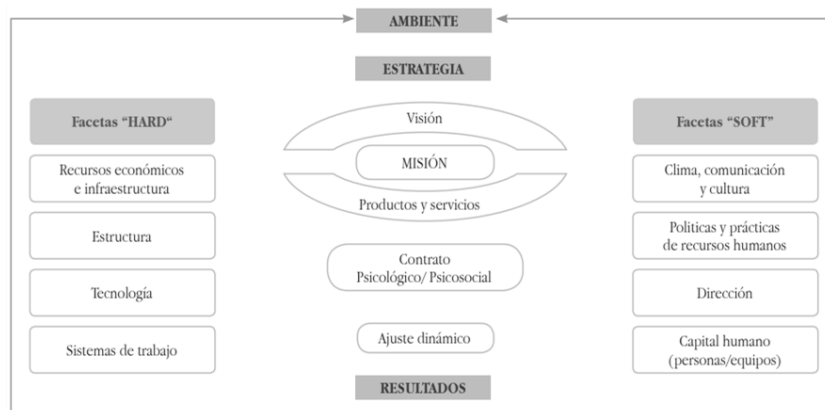 AMBIENTE
ESTRATEGIA
Facetas “HARD“
Recursos económicos
e infraestructura
Estructura
Tecnología
Sistemas de trabajo
Visión
MISIÓN
Productos y servicios
Contrato
Psicológico/ Psicosocial
Ajuste dinámico
RESULTADOS
Facetas “SOFT”
Clima, comunicación
y cultura
Politicas y prácticas
de recursos humanos
Dirección
Capital humano
(personas/equipos)